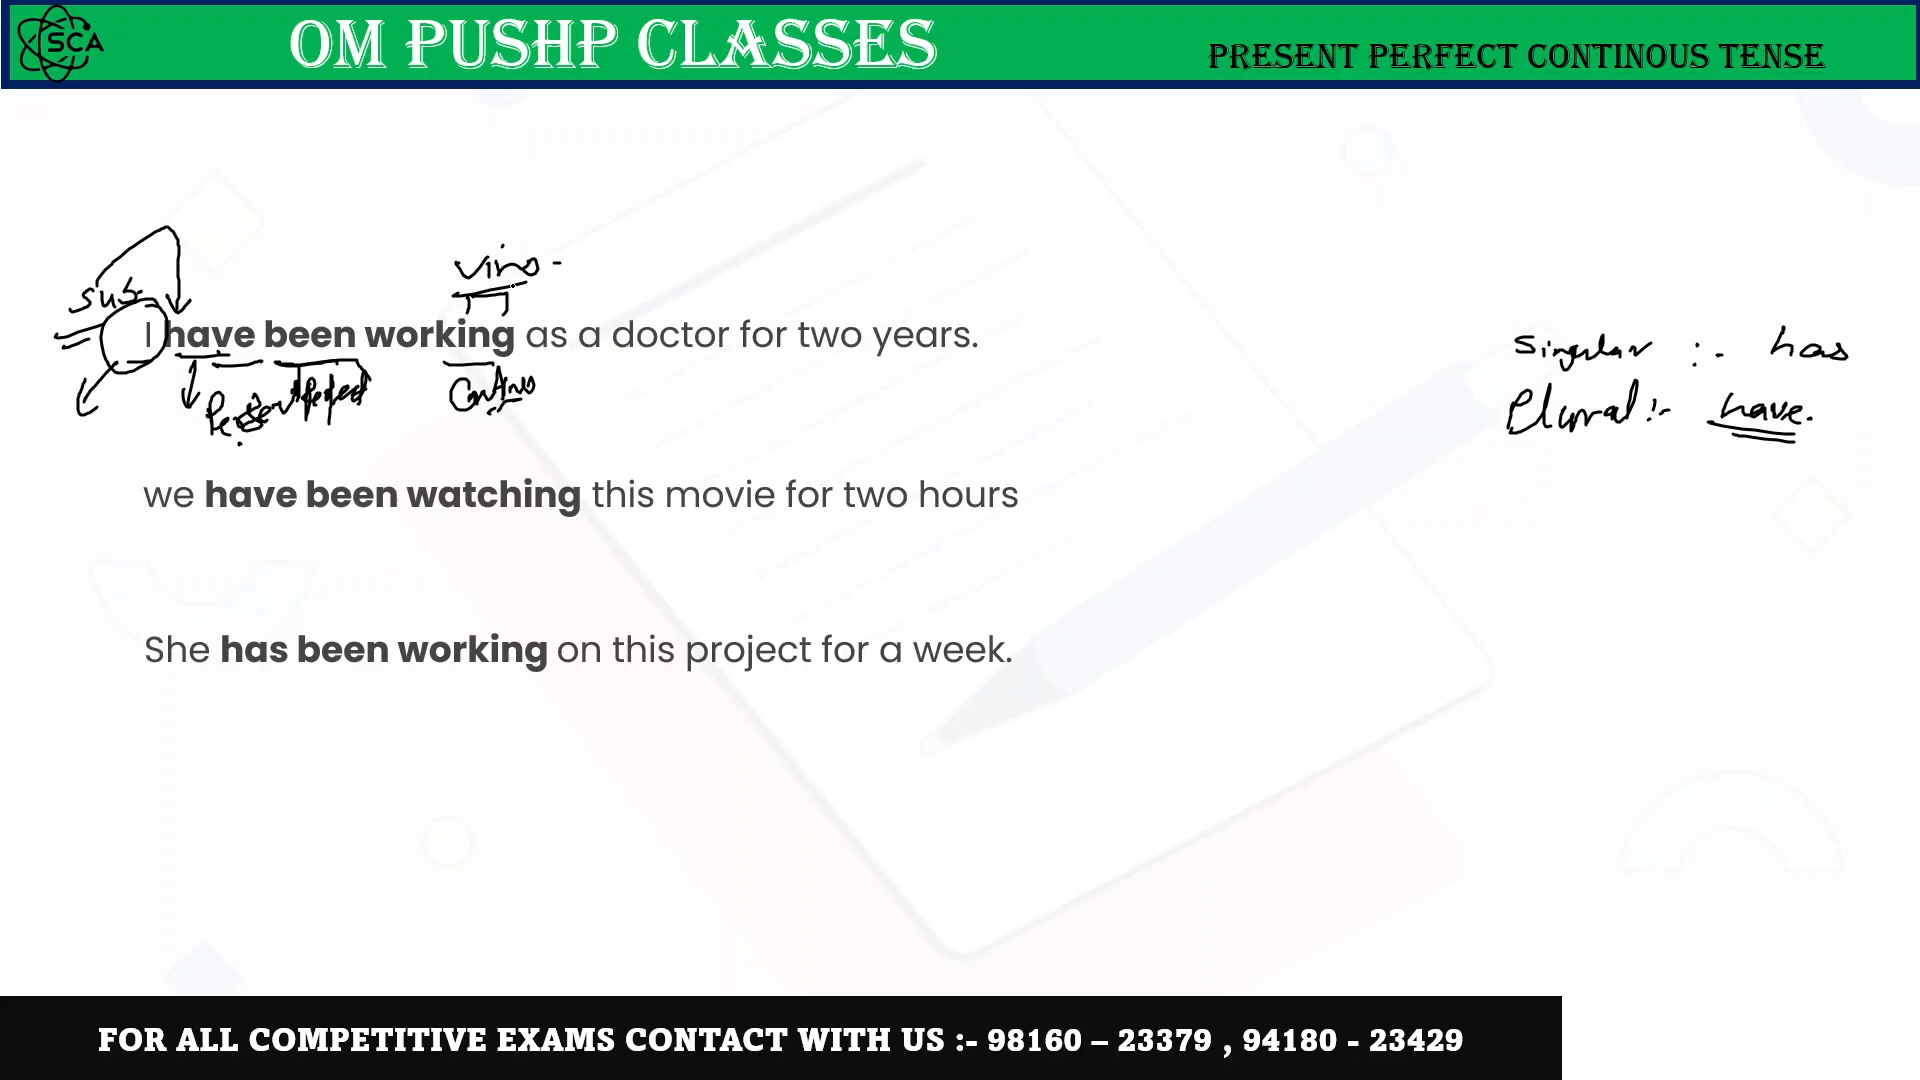 SCA
OM PUSHP CLASSES
PRESENT PERFECT CONTINOUS TENSE
sub
I have been working as a doctor for two years.
Perfect
Singular :- has
Plural :- have.
we have been watching this movie for two hours
She has been working on this project for a week.
FOR ALL COMPETITIVE EXAMS CONTACT WITH US :- 98160 – 23379 , 94180 - 23429